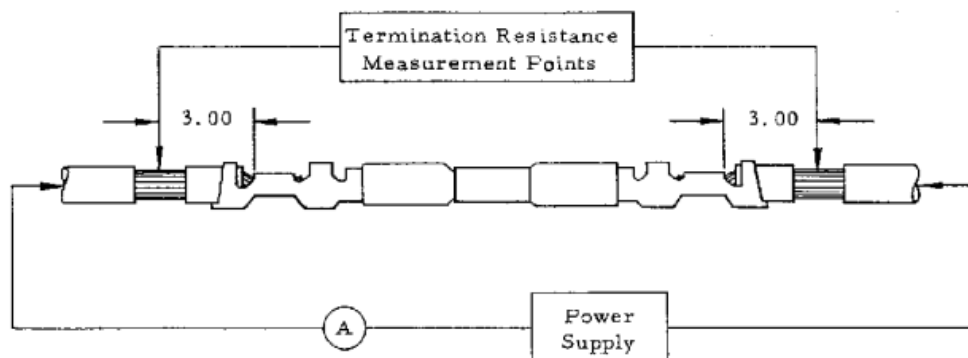 Termination Resistance
Measurement Points
3.00
3.00
A
Power
Supply